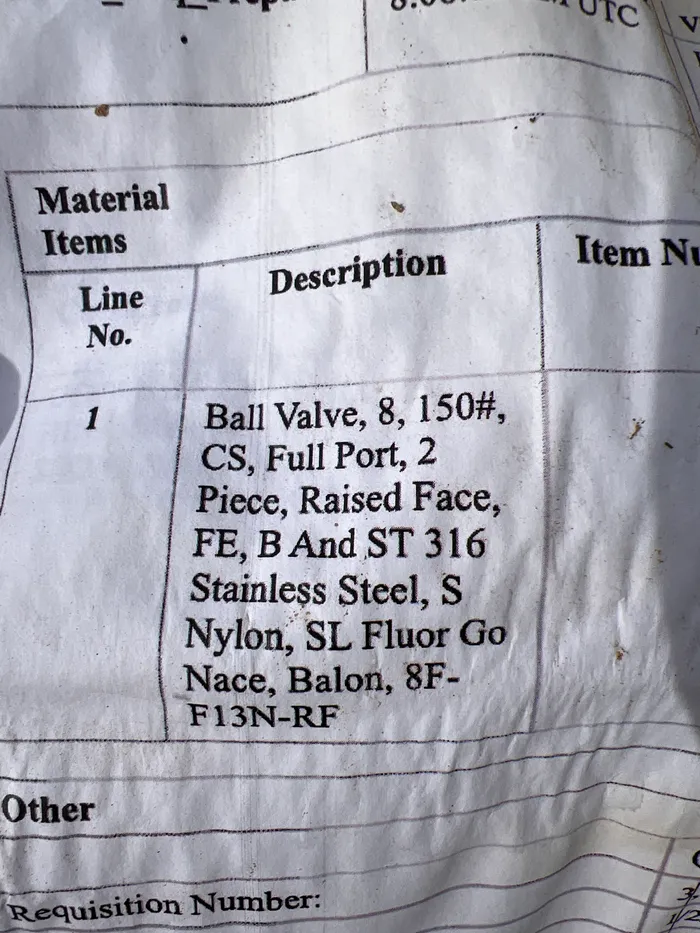 UTC
Material
Items
Line
No.
Description
Item
1
Ball Valve, 8, 150#,
CS, Full Port, 2
Piece, Raised Face,
FE, B And ST 316
Stainless Steel, S
Nylon, SL Fluor Go
Nace, Balon, 8F-
F13N-RF
Other
Requisition Number: